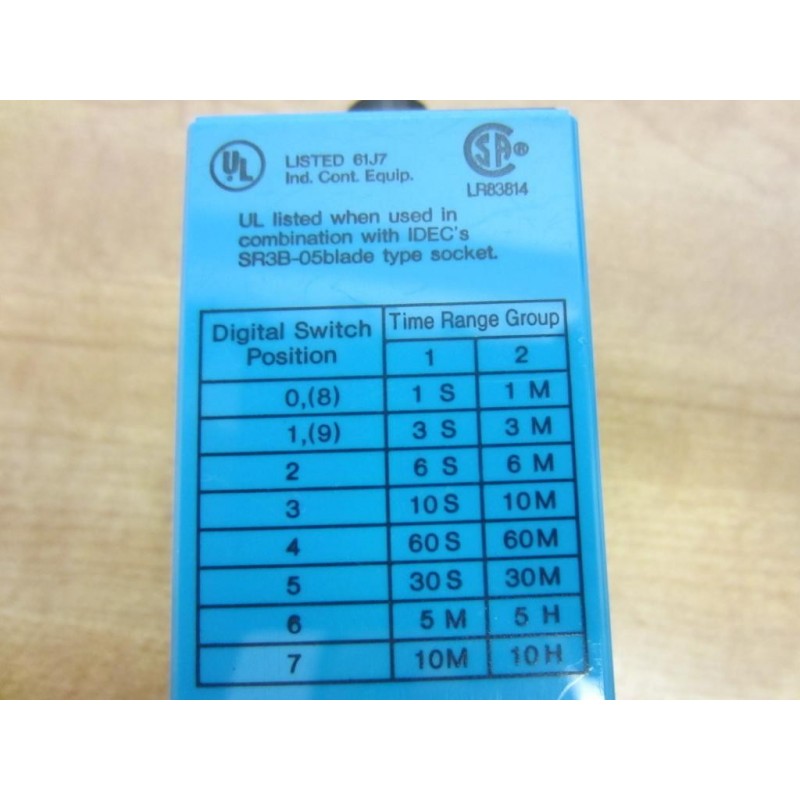 UL LISTED 61J7 SA®
Ind. Cont. Equip. LR83814
UL listed when used in
combination with IDEC's
SR3B-05blade type socket.
Digital Switch Position Time Range Group
1 2
0,(8) 1 S 1 M
1,(9) 3 S 3 M
2 6 S 6 M
3 10 S 10M
4 60 S 60M
5 30 S 30M
6 5 M 5 H
7 10M 10H